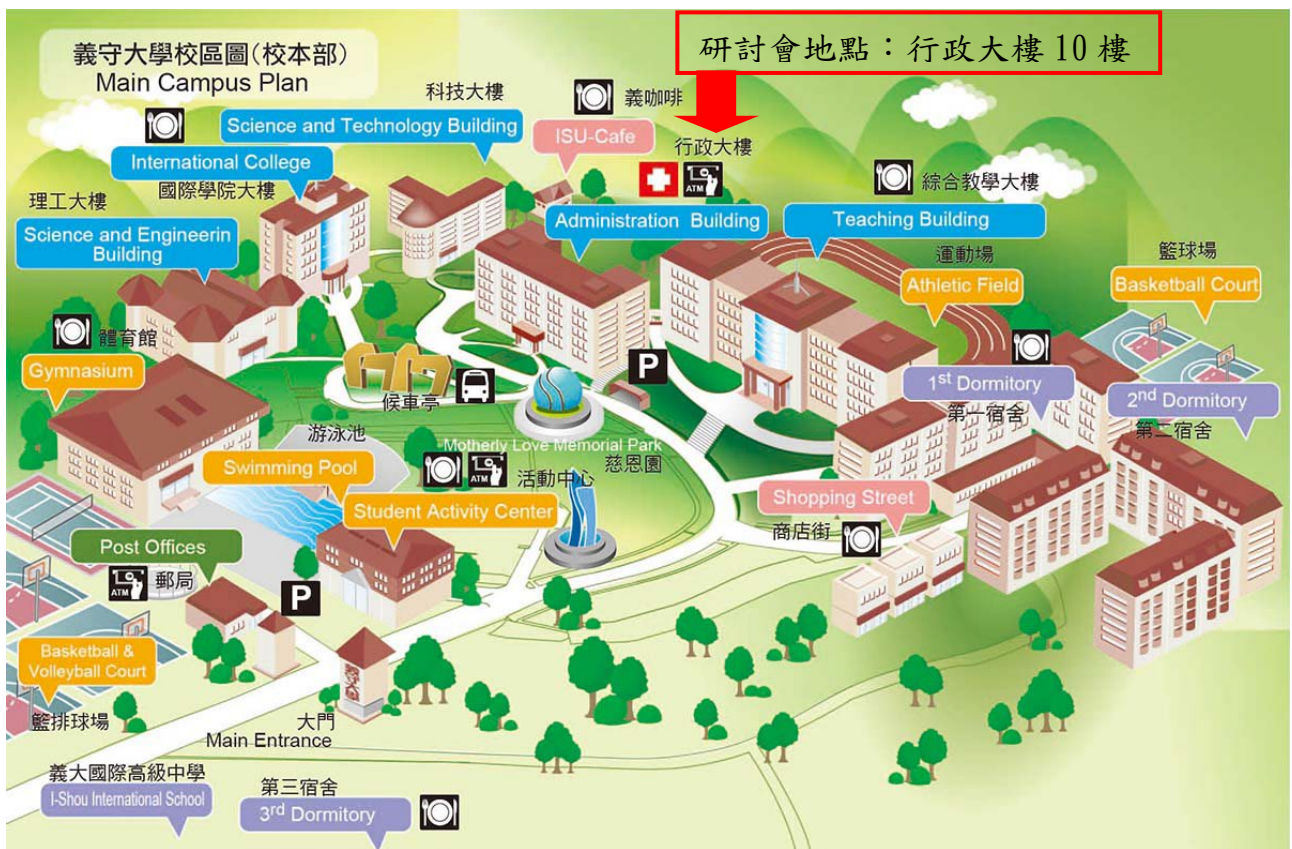 研討會地點：行政大樓 10 樓
義守大學校區圖(校本部)
Main Campus Plan
科技大樓
Science and Technology Building
義咖啡
ISU-Cafe
行政大樓
ATM
Administration Building
International College
國際學院大樓
理工大樓
Science and Engineerin
Building
綜合教學大樓
Teaching Building
運動場
Athletic Field
籃球場
Basketball Court
體育館
Gymnasium
候車亭
P
1st Dormitory
第一宿舍
2nd Dormitory
第二宿舍
游泳池
Swimming Pool
Motherly Love Memorial Park
慈恩園
ATM
活動中心
Student Activity Center
Shopping Street
商店街
Post Offices
ATM
郵局
P
Basketball &
Volleyball Court
籃排球場
大門
Main Entrance
義大國際高級中學
I-Shou International School
第三宿舍
3rd Dormitory